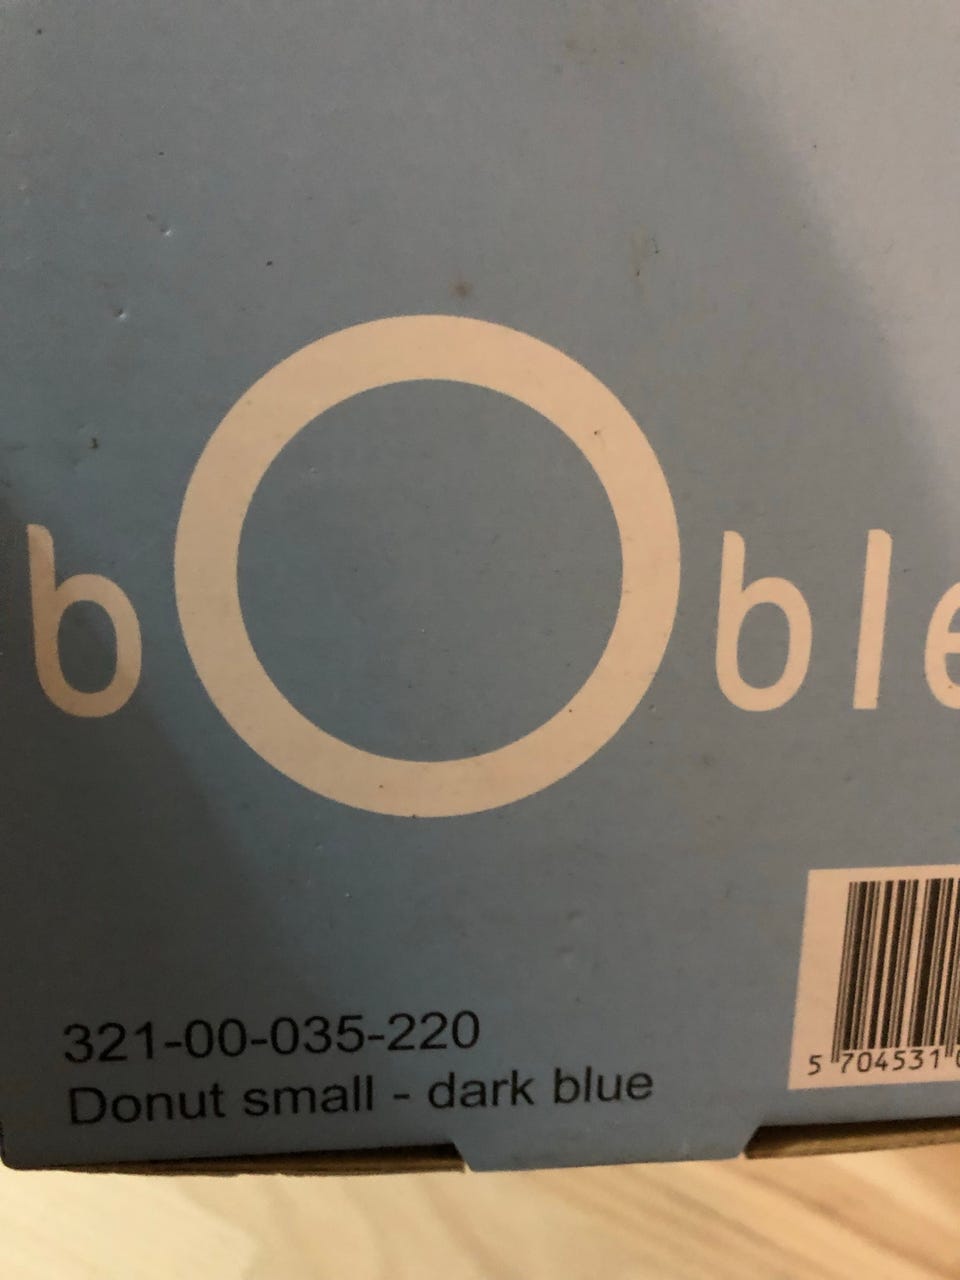 bOble
321-00-035-220
Donut small - dark blue
5 704531